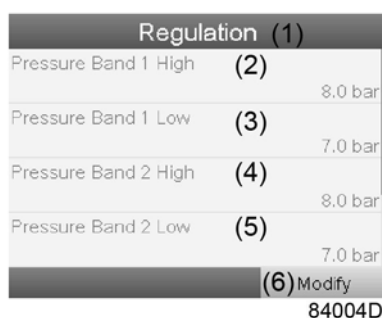 Regulation (1)
Pressure Band 1 High (2)
8.0 bar
Pressure Band 1 Low (3)
7.0 bar
Pressure Band 2 High (4)
8.0 bar
Pressure Band 2 Low (5)
7.0 bar
(6) Modify
84004D